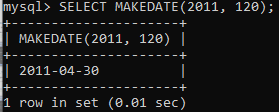 mysql> SELECT MAKEDATE(2011, 120);
+---------------------+
| MAKEDATE(2011, 120) |
+---------------------+
| 2011-04-30          |
+---------------------+
1 row in set (0.01 sec)